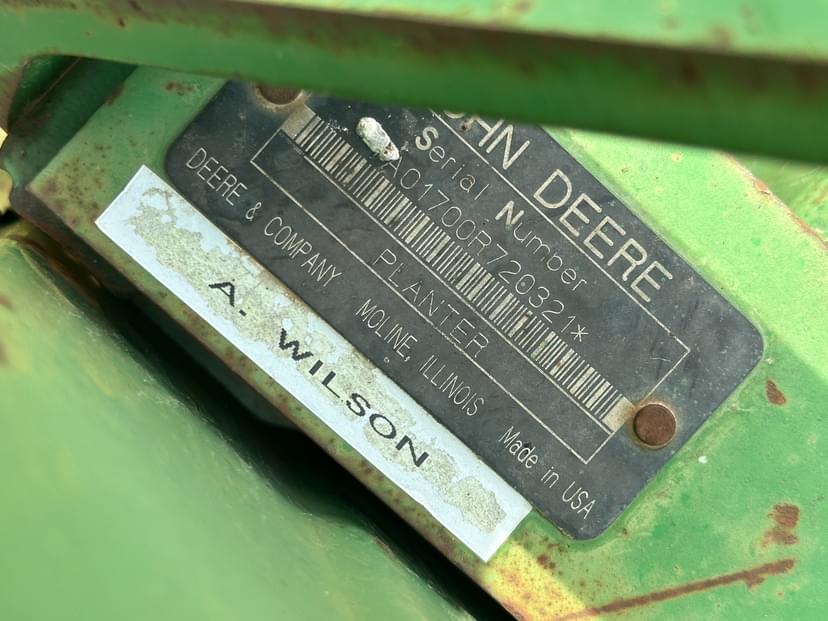 JOHN DEERE
Serial Number
A01700R720321*
PLANTER
DEERE & COMPANY MOLINE, ILLINOIS Made in USA
A. WILSON